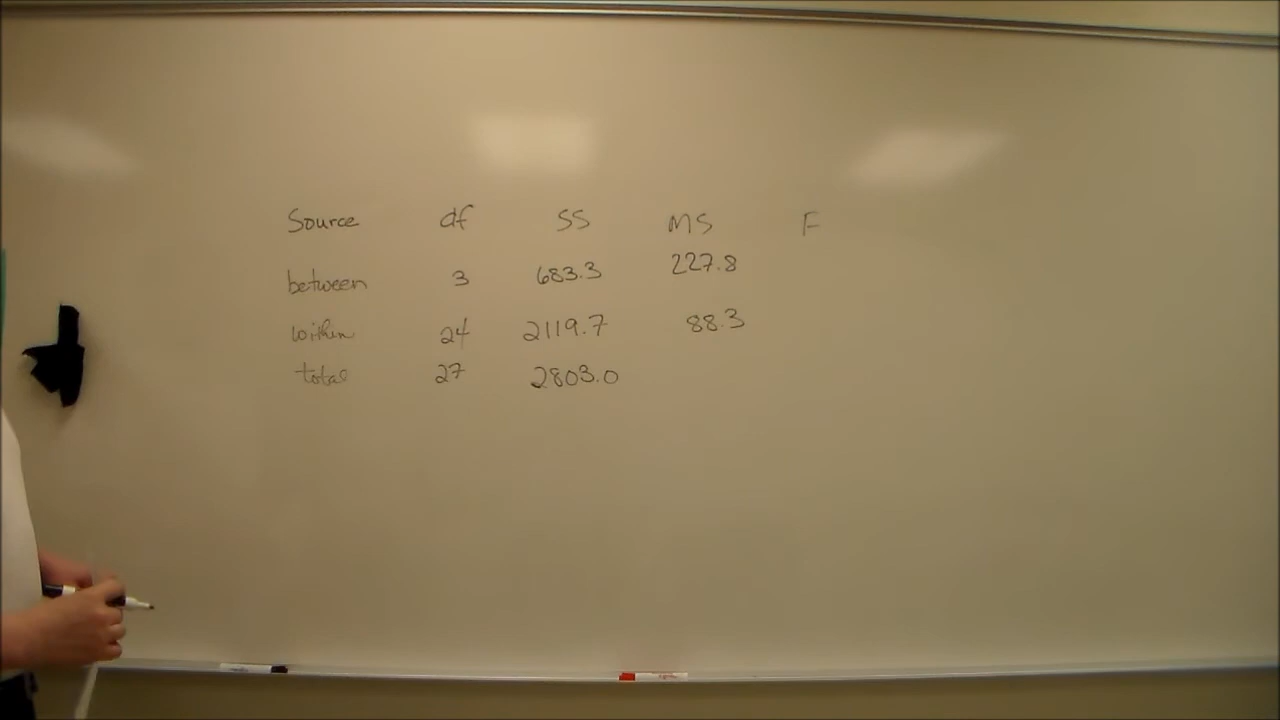 Source df SS MS F
between 3 683.3 227.8
within 24 2119.7 88.3
total 27 2803.0